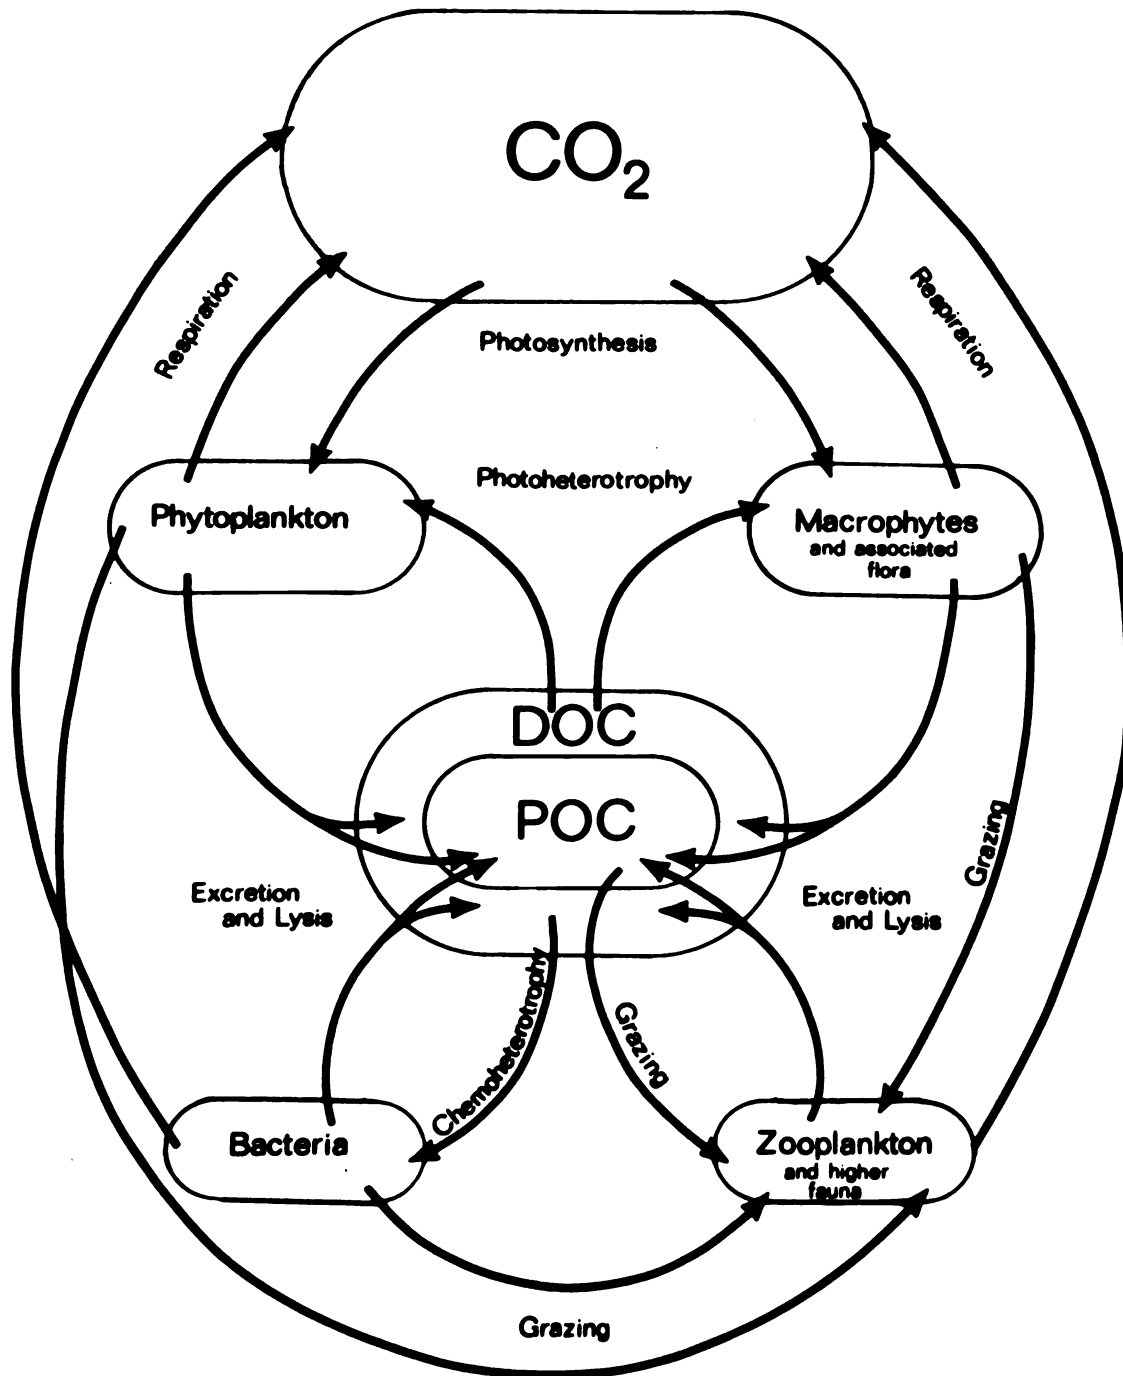 CO₂
Respiration
Respiration
Photosynthesis
Photoheterotrophy
Phytoplankton
Macrophytes
and associated
flora
DOC
POC
Grazing
Excretion
and Lysis
Excretion
and Lysis
Chemoheterotrophy
Grazing
Bacteria
Zooplankton
and higher
fauna
Grazing